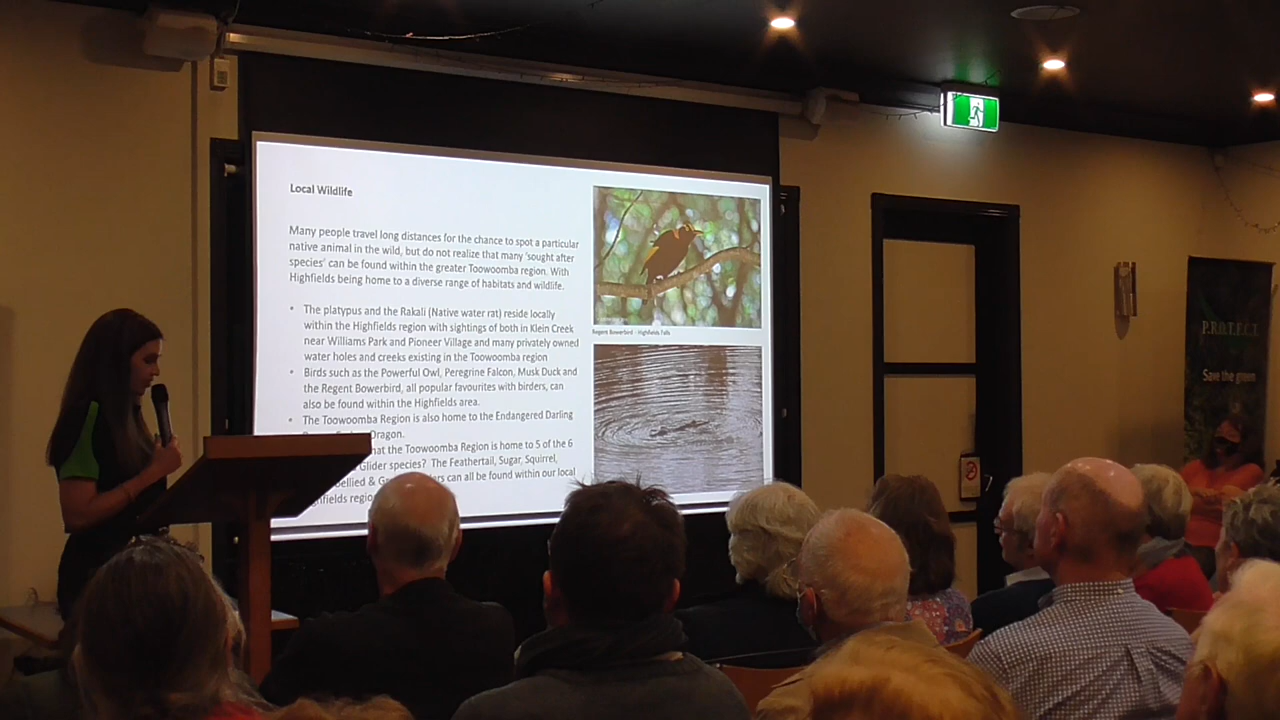 Local Wildlife
Many people travel long distances for the chance to spot a particular
native animal in the wild, but do not realize that many 'sought after
species' can be found within the greater Toowoomba region. With
Highfields being home to a diverse range of habitats and wildlife.
• The platypus and the Rakali (Native water rat) reside locally
within the Highfields region with sightings of both in Klein Creek
near Williams Park and Pioneer Village and many privately owned
water holes and creeks existing in the Toowoomba region
• Birds such as the Powerful Owl, Peregrine Falcon, Musk Duck and
the Regent Bowerbird, all popular favourites with birders, can
also be found within the Highfields area.
• The Toowoomba Region is also home to the Endangered Darling
Dragon.
that the Toowoomba Region is home to 5 of the 6
Glider species? The Feathertail, Sugar, Squirrel,
can all be found within our local
region
Regent Bowerbird - Highfields Falls
P.R.O.T.E.C.T.
Save the green